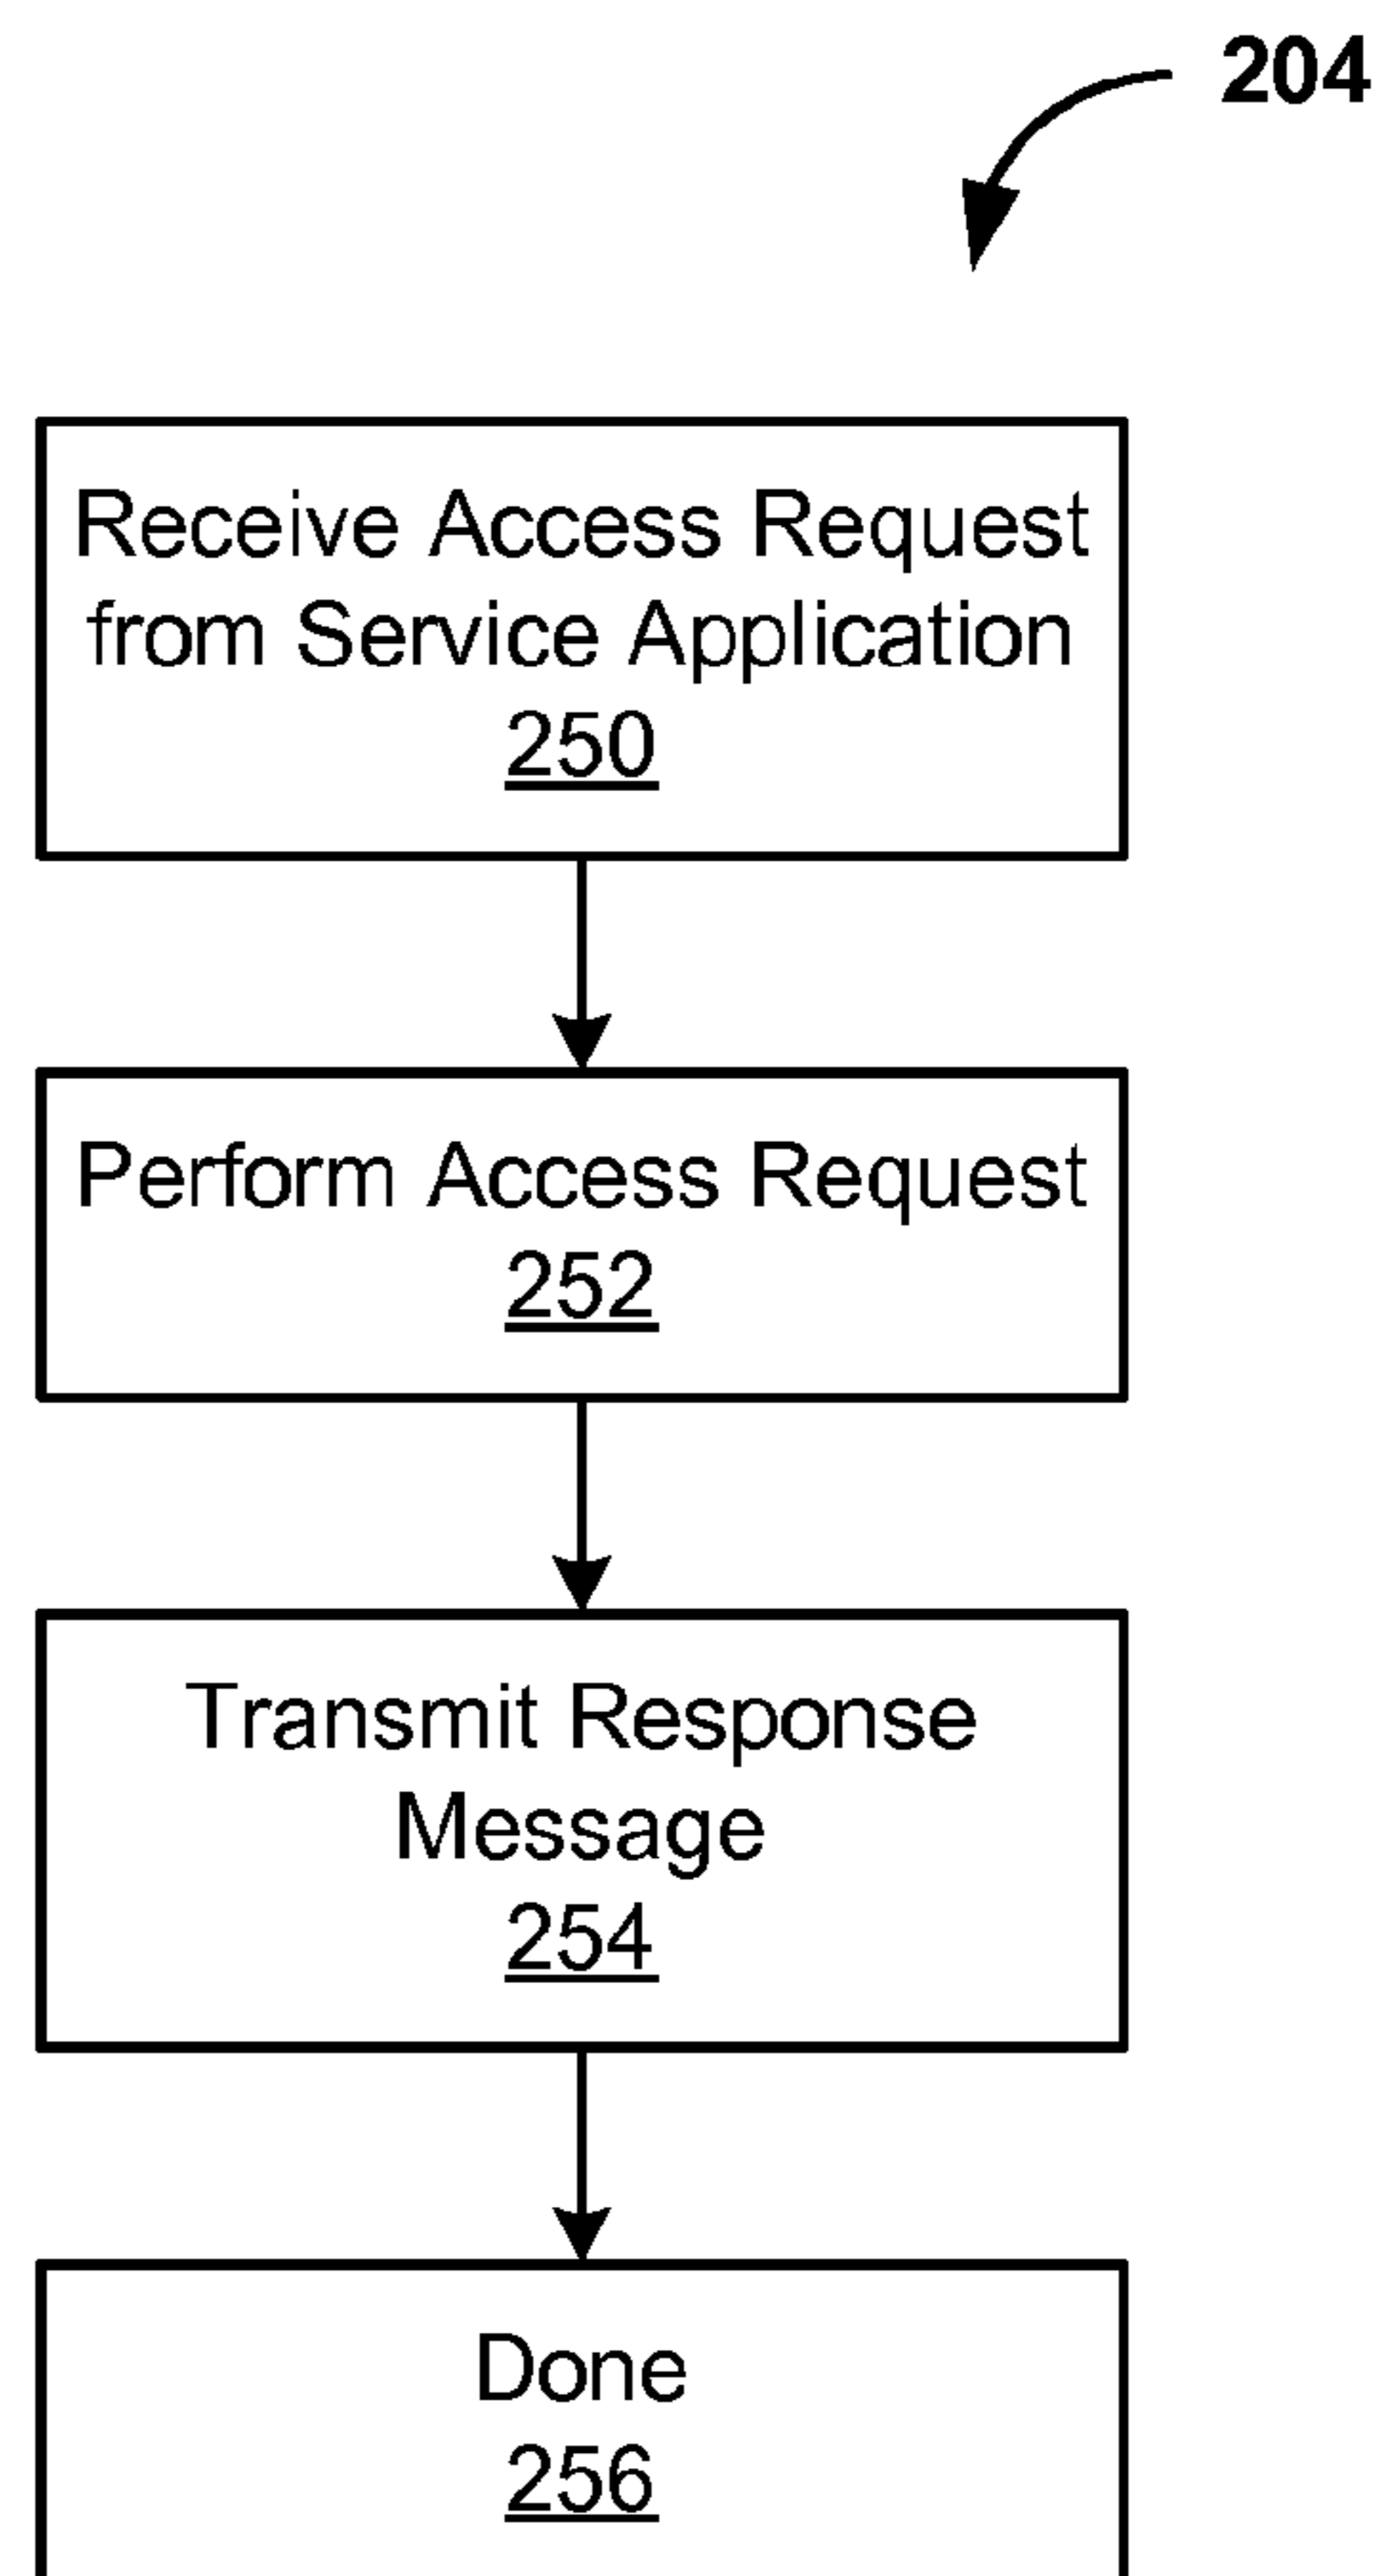 204
Receive Access Request
from Service Application
250
Perform Access Request
252
Transmit Response
Message
254
Done
256